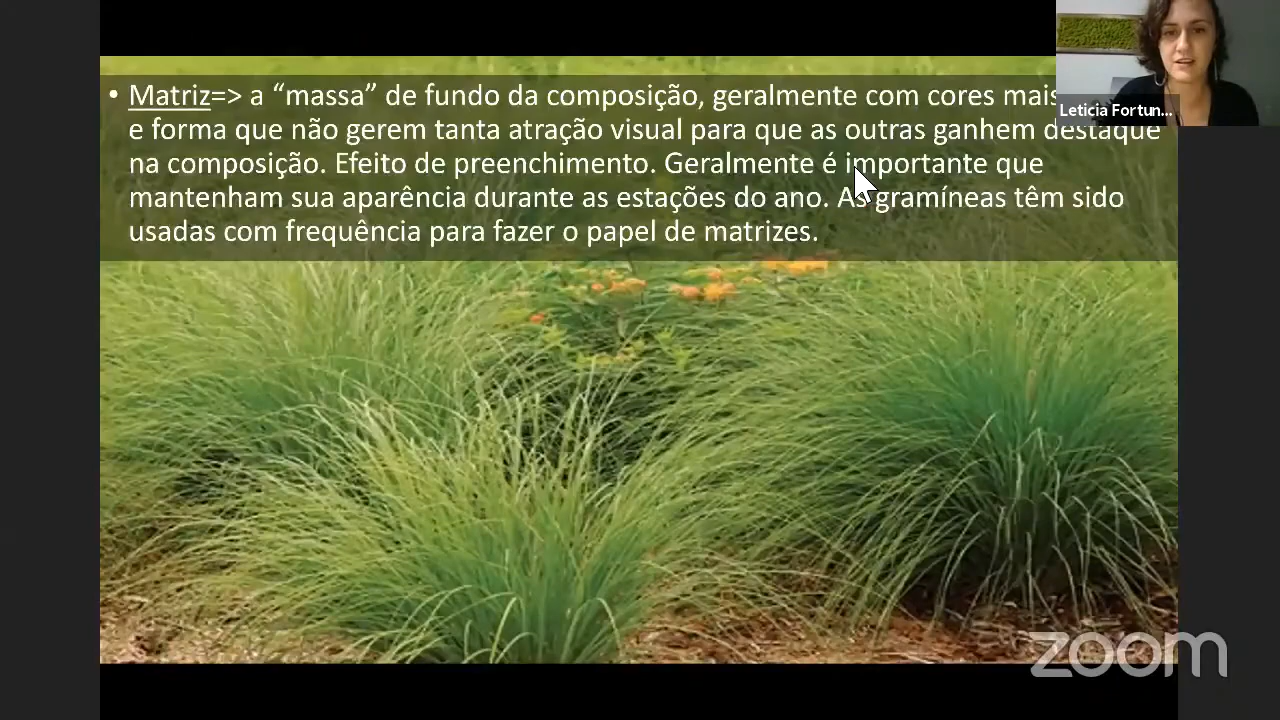 • Matriz=> a “massa” de fundo da composição, geralmente com cores mais
e forma que não gerem tanta atração visual para que as outras ganhem destaque
na composição. Efeito de preenchimento. Geralmente é importante que
mantenham sua aparência durante as estações do ano. As gramíneas têm sido
usadas com frequência para fazer o papel de matrizes.
Leticia Fortun...
zoom